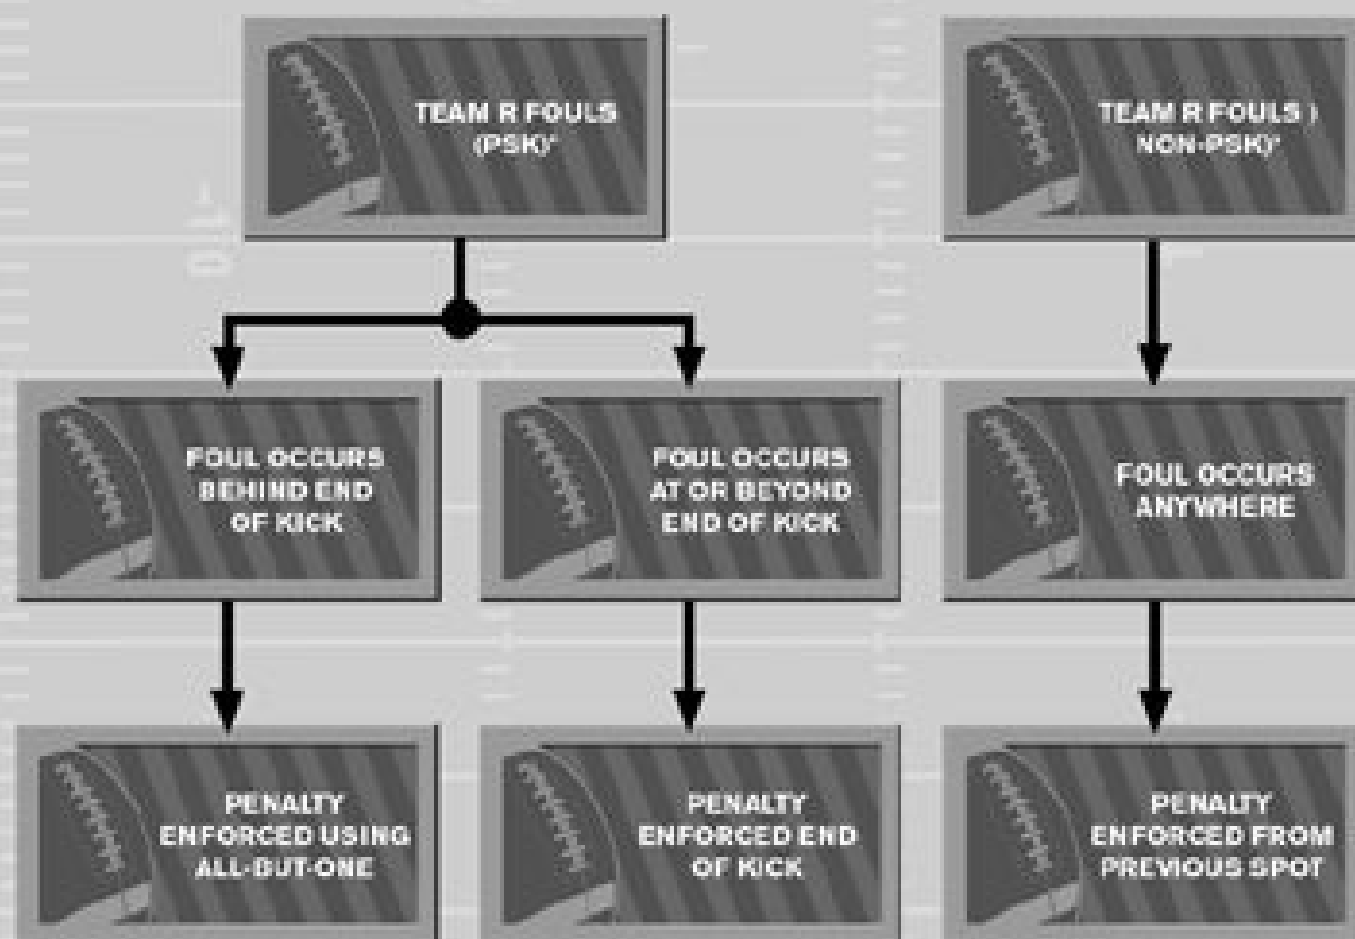 TEAM R FOULS
(PSK)*
TEAM R FOULS )
NON-PSK)*
FOUL OCCURS
BEHIND END
OF KICK
FOUL OCCURS
AT OR BEYOND
END OF KICK
FOUL OCCURS
ANYWHERE
PENALTY
ENFORCED USING
ALL-BUT-ONE
PENALTY
ENFORCED END
OF KICK
PENALTY
ENFORCED FROM
PREVIOUS SPOT